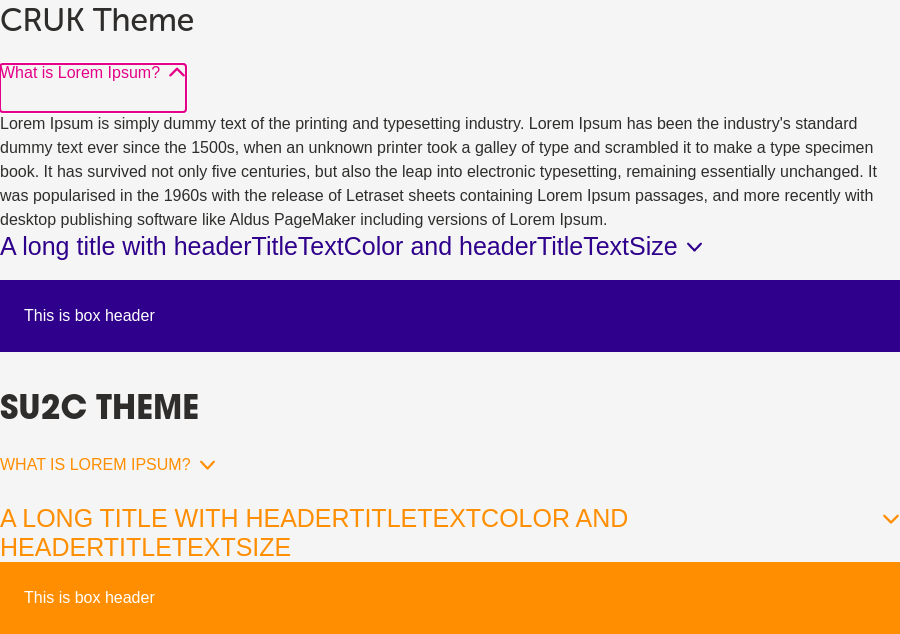 CRUK Theme
What is Lorem Ipsum?
Lorem Ipsum is simply dummy text of the printing and typesetting industry. Lorem Ipsum has been the industry's standard
dummy text ever since the 1500s, when an unknown printer took a galley of type and scrambled it to make a type specimen
book. It has survived not only five centuries, but also the leap into electronic typesetting, remaining essentially unchanged. It
was popularised in the 1960s with the release of Letraset sheets containing Lorem Ipsum passages, and more recently with
desktop publishing software like Aldus PageMaker including versions of Lorem Ipsum.
A long title with headerTitleTextColor and headerTitleTextSize
This is box header
SU2C THEME
WHAT IS LOREM IPSUM?
A LONG TITLE WITH HEADERTITLETEXTCOLOR AND
HEADERTITLETEXTSIZE
This is box header